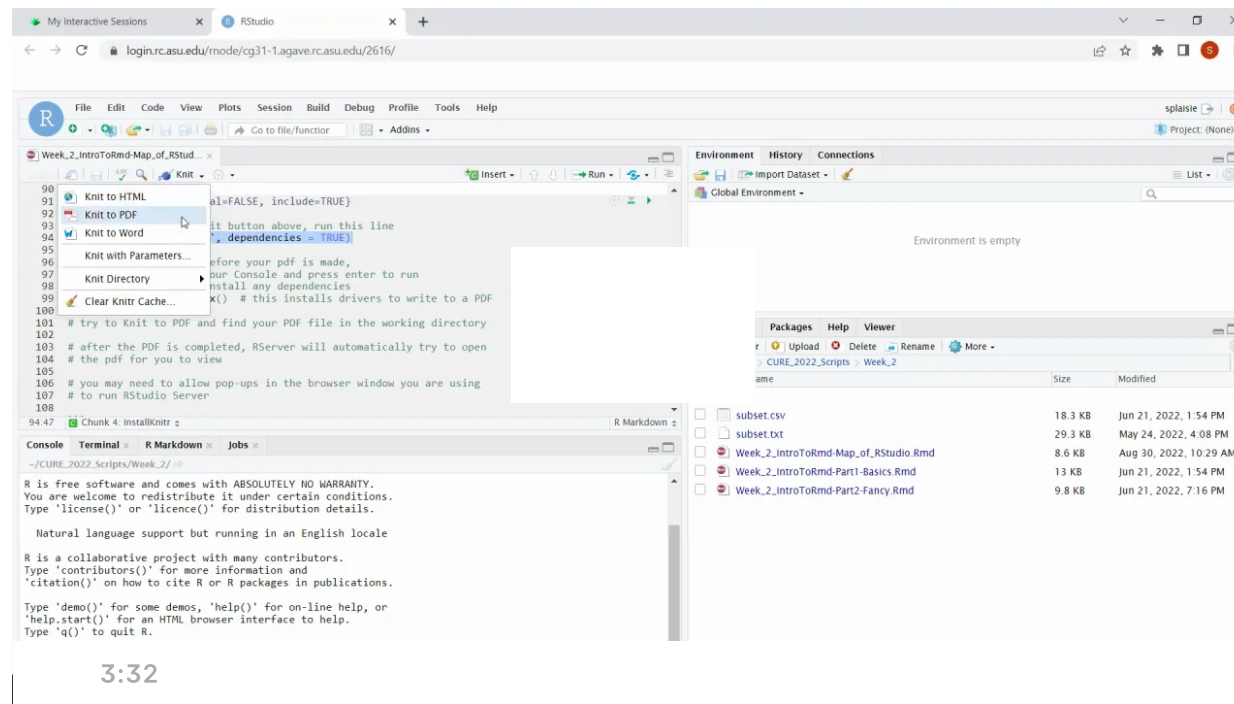 My Interactive Sessions
RStudio
login.rc.asu.edu/rnode/cg31-1.agave.rc.asu.edu/2616/
S
R
File Edit Code View Plots Session Build Debug Profile Tools Help
splaisie
Go to file/function
Addins
Project: (None)
Week_2_IntroToRmd-Map_of_RStud...
Knit
Insert
Run
90
91 al=FALSE, include=TRUE}
92
93 it button above, run this line
94 ', dependencies = TRUE)
95
96 efore your pdf is made,
97 our Console and press enter to run
98 nstall any dependencies
99 x() # this installs drivers to write to a PDF
100
101 # try to Knit to PDF and find your PDF file in the working directory
102
103 # after the PDF is completed, RServer will automatically try to open
104 # the pdf for you to view
105
106 # you may need to allow pop-ups in the browser window you are using
107 # to run RStudio Server
108
Knit to HTML
Knit to PDF
Knit to Word
Knit with Parameters...
Knit Directory
Clear Knitr Cache...
94:47 Chunk 4: InstallKnitr
R Markdown
Console Terminal R Markdown Jobs
~/CURE_2022_Scripts/Week_2/
R is free software and comes with ABSOLUTELY NO WARRANTY.
You are welcome to redistribute it under certain conditions.
Type 'license()' or 'licence()' for distribution details.
Natural language support but running in an English locale
R is a collaborative project with many contributors.
Type 'contributors()' for more information and
'citation()' on how to cite R or R packages in publications.
Type 'demo()' for some demos, 'help()' for on-line help, or
'help.start()' for an HTML browser interface to help.
Type 'q()' to quit R.
Environment History Connections
Import Dataset
List
Global Environment
Environment is empty
Packages Help Viewer
r Upload Delete Rename More
CURE_2022_Scripts > Week_2
ame Size Modified
subset.csv 18.3 KB Jun 21, 2022, 1:54 PM
subset.txt 29.3 KB May 24, 2022, 4:08 PM
Week_2_IntroToRmd-Map_of_RStudio.Rmd 8.6 KB Aug 30, 2022, 10:29 AM
Week_2_IntroToRmd-Part1-Basics.Rmd 13 KB Jun 21, 2022, 1:54 PM
Week_2_IntroToRmd-Part2-Fancy.Rmd 9.8 KB Jun 21, 2022, 7:16 PM
3:32